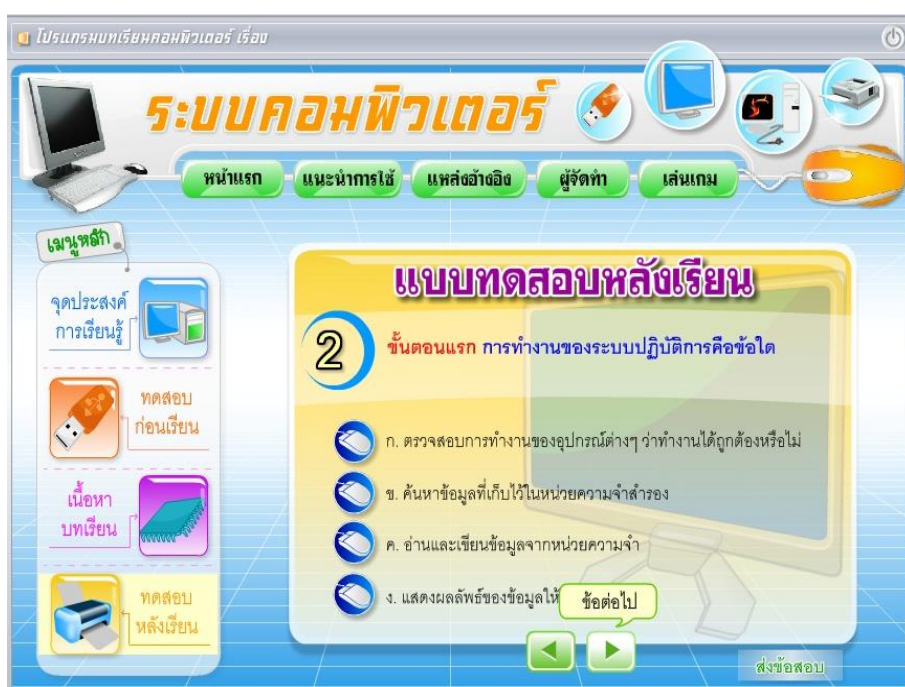 โปรแกรมบทเรียนคอมพิวเตอร์ เรื่อง
ระบบคอมพิวเตอร์
หน้าแรก แนะนำการใช้ แหล่งอ้างอิง ผู้จัดทำ เล่นเกม
เมนูหลัก
จุดประสงค์
การเรียนรู้
ทดสอบ
ก่อนเรียน
เนื้อหา
บทเรียน
ทดสอบ
หลังเรียน
แบบทดสอบหลังเรียน
2 ขั้นตอนแรก การทำงานของระบบปฏิบัติการคือข้อใด
ก. ตรวจสอบการทำงานของอุปกรณ์ต่างๆ ว่าทำงานได้ถูกต้องหรือไม่
ข. ค้นหาข้อมูลที่เก็บไว้ในหน่วยความจำสำรอง
ค. อ่านและเขียนข้อมูลจากหน่วยความจำ
ง. แสดงผลลัพธ์ของข้อมูลให้
ข้อต่อไป
ส่งข้อสอบ